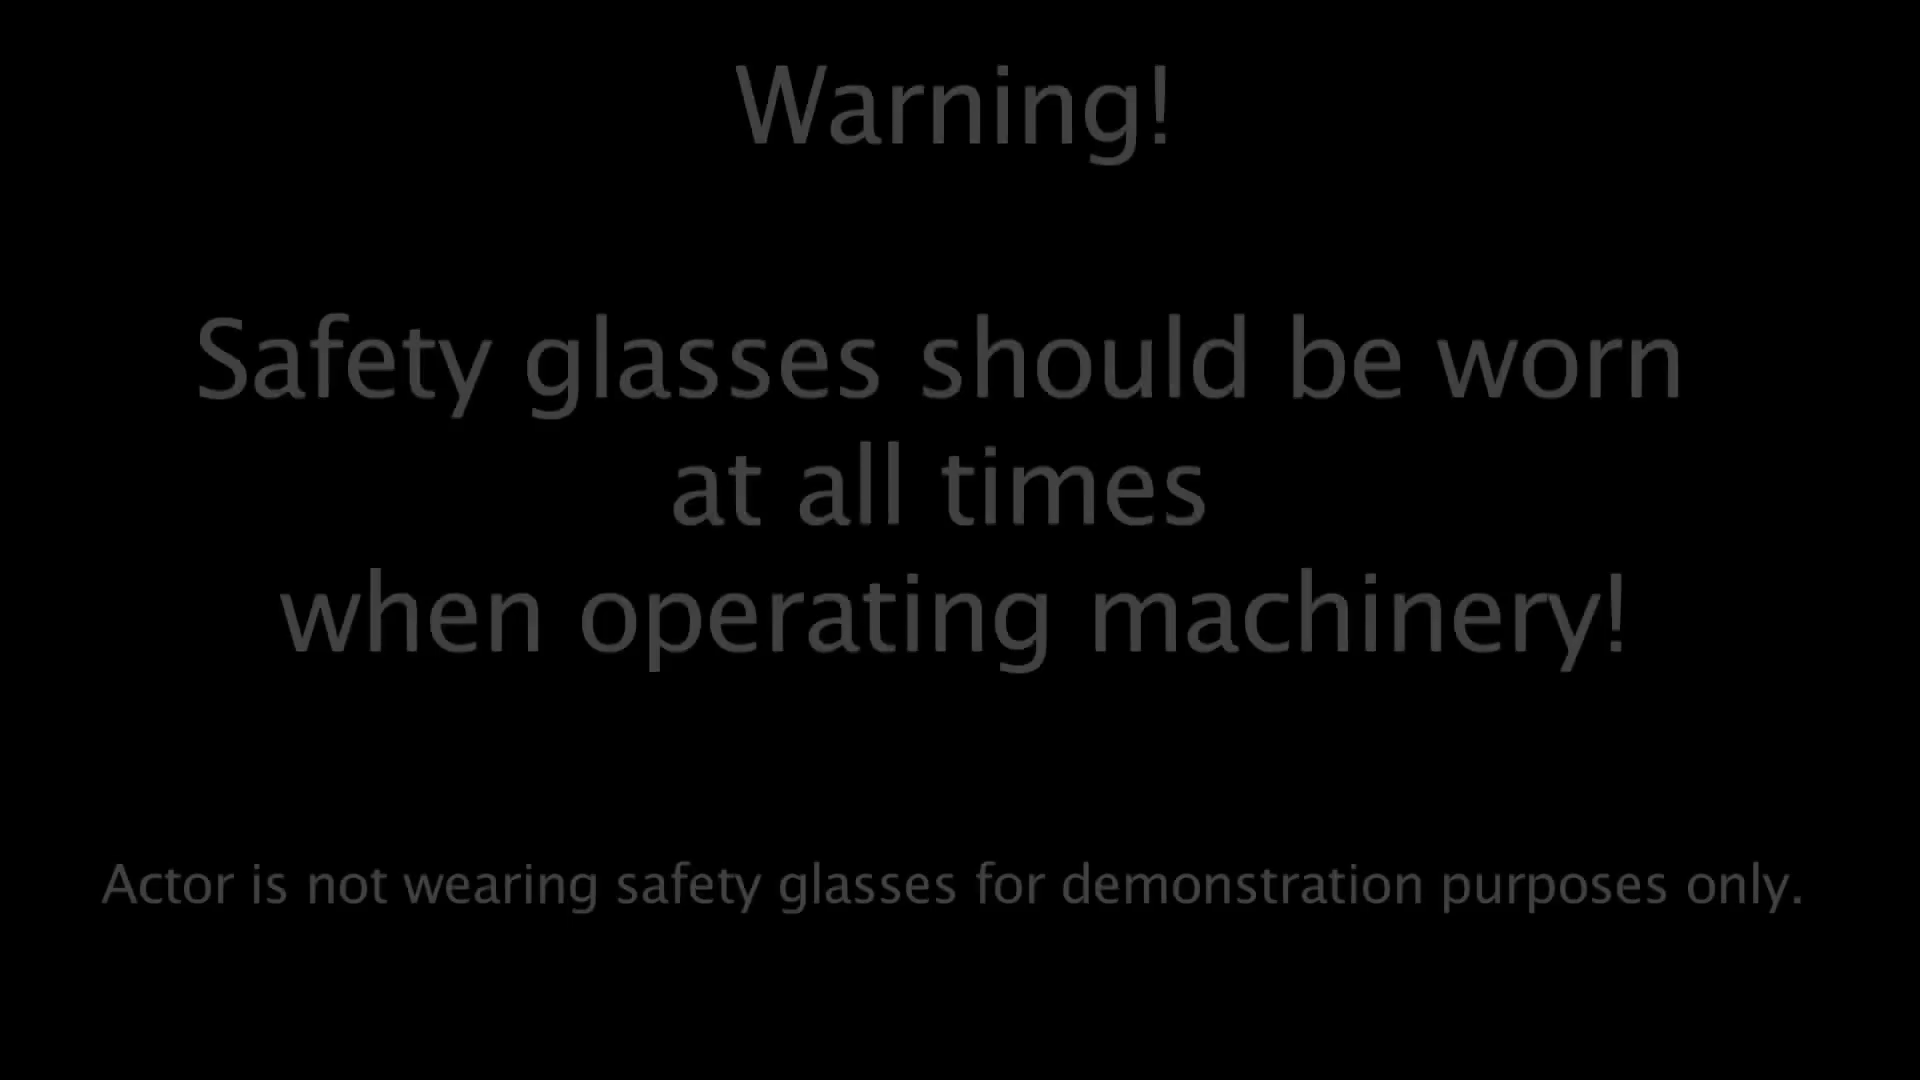 Warning!
Safety glasses should be worn
at all times
when operating machinery!
Actor is not wearing safety glasses for demonstration purposes only.